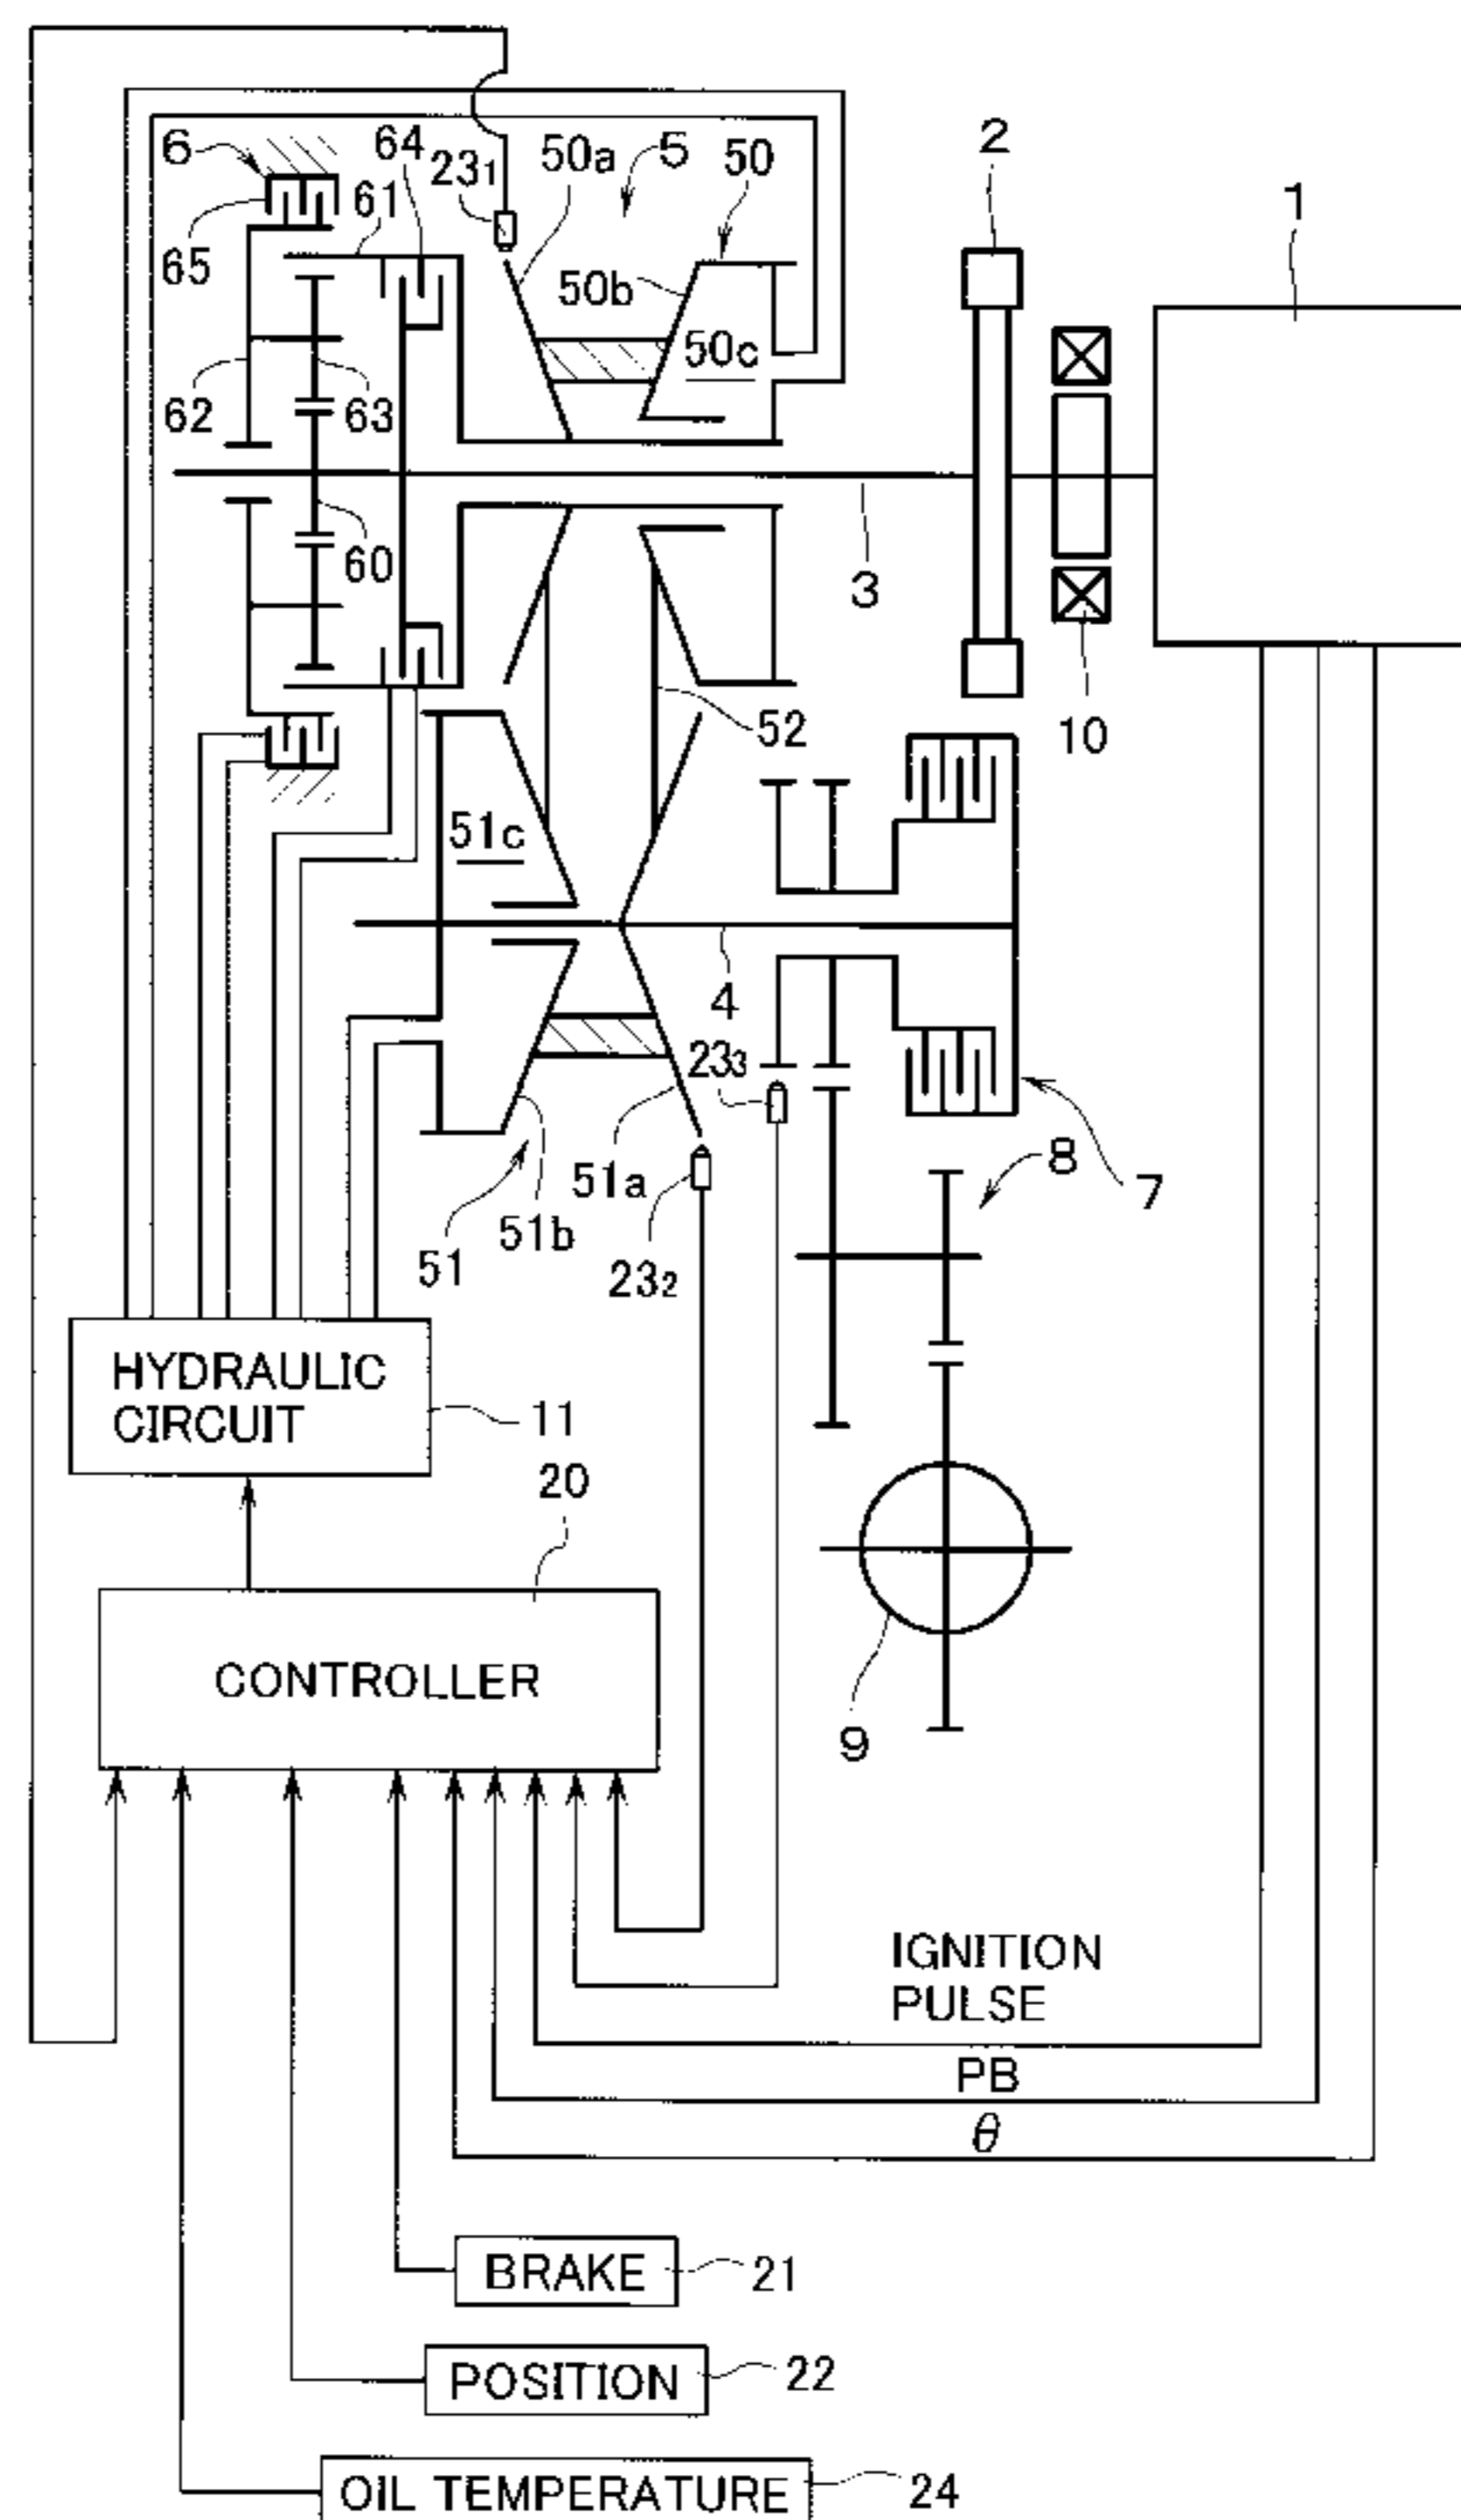 6
64
23₁
50a
5
50
2
1
61
65
50b
50c
62
63
60
3
52
10
51c
4
23₃
8
7
51a
51b
51
23₂
HYDRAULIC
CIRCUIT
11
20
CONTROLLER
9
IGNITION
PULSE
PB
θ
BRAKE
21
POSITION
22
OIL TEMPERATURE
24